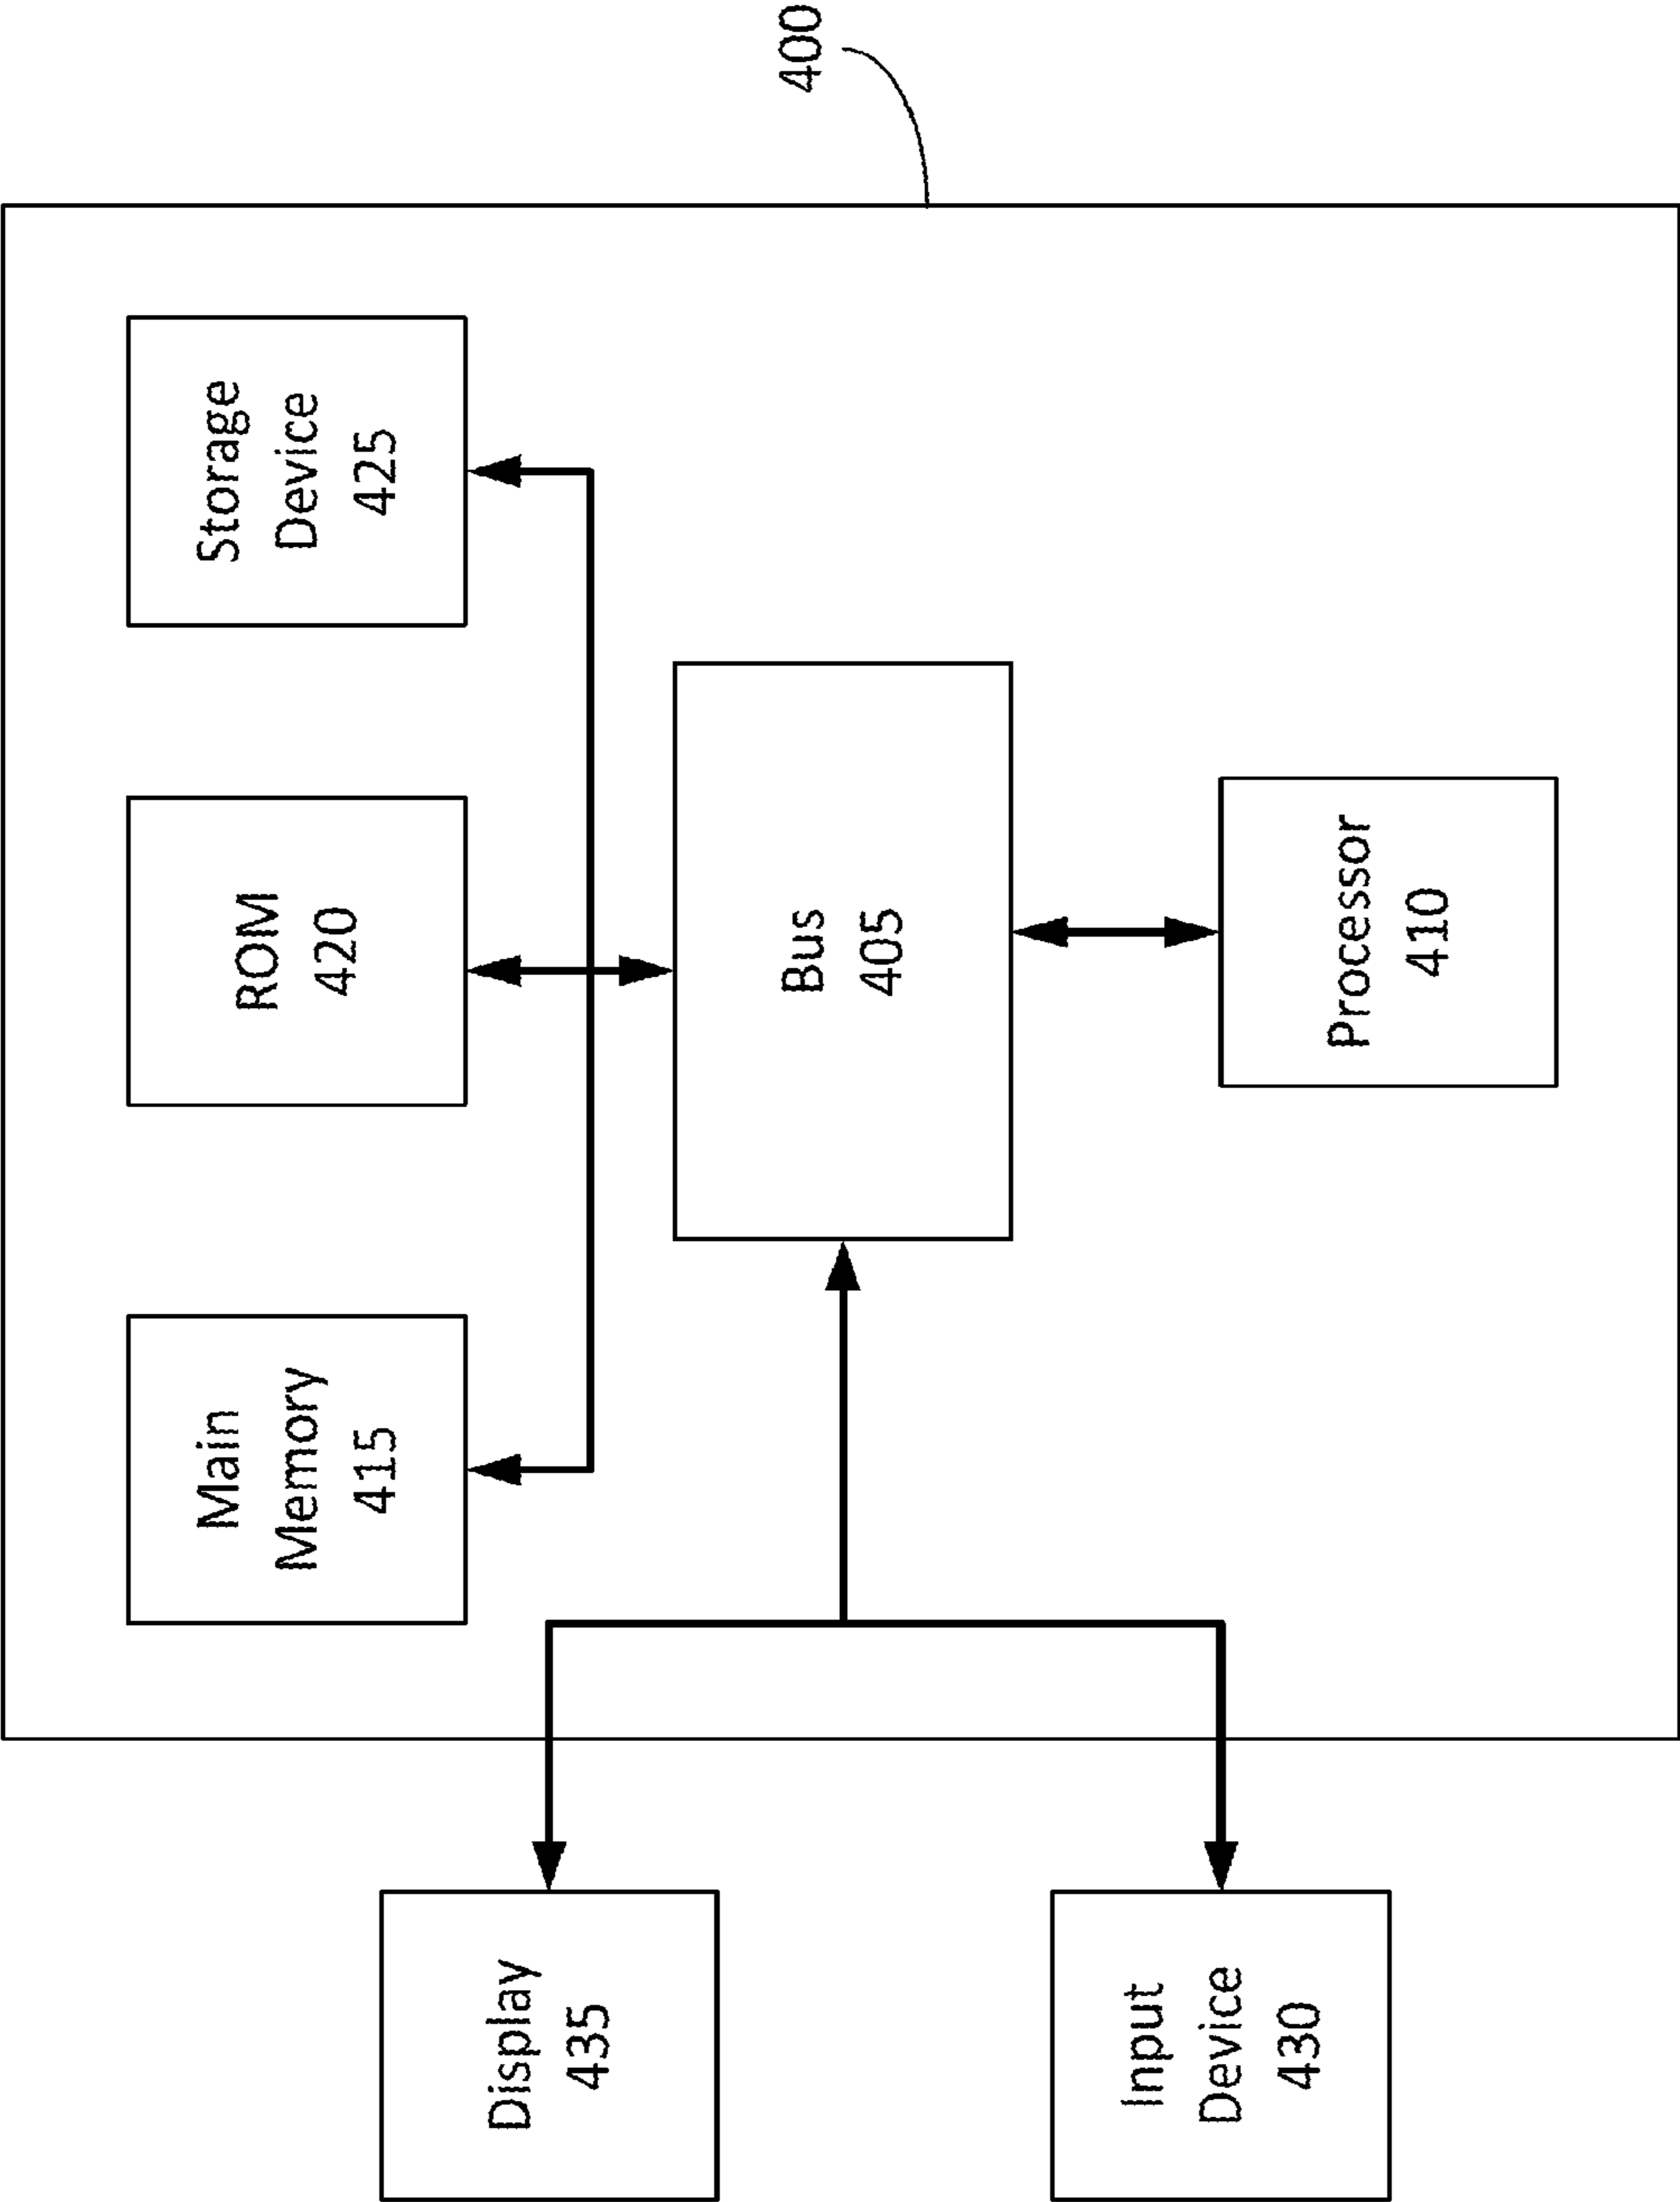 400
Main
Memory
415
ROM
420
Storage
Device
425
Display
435
Bus
405
Input
Device
430
Processor
410